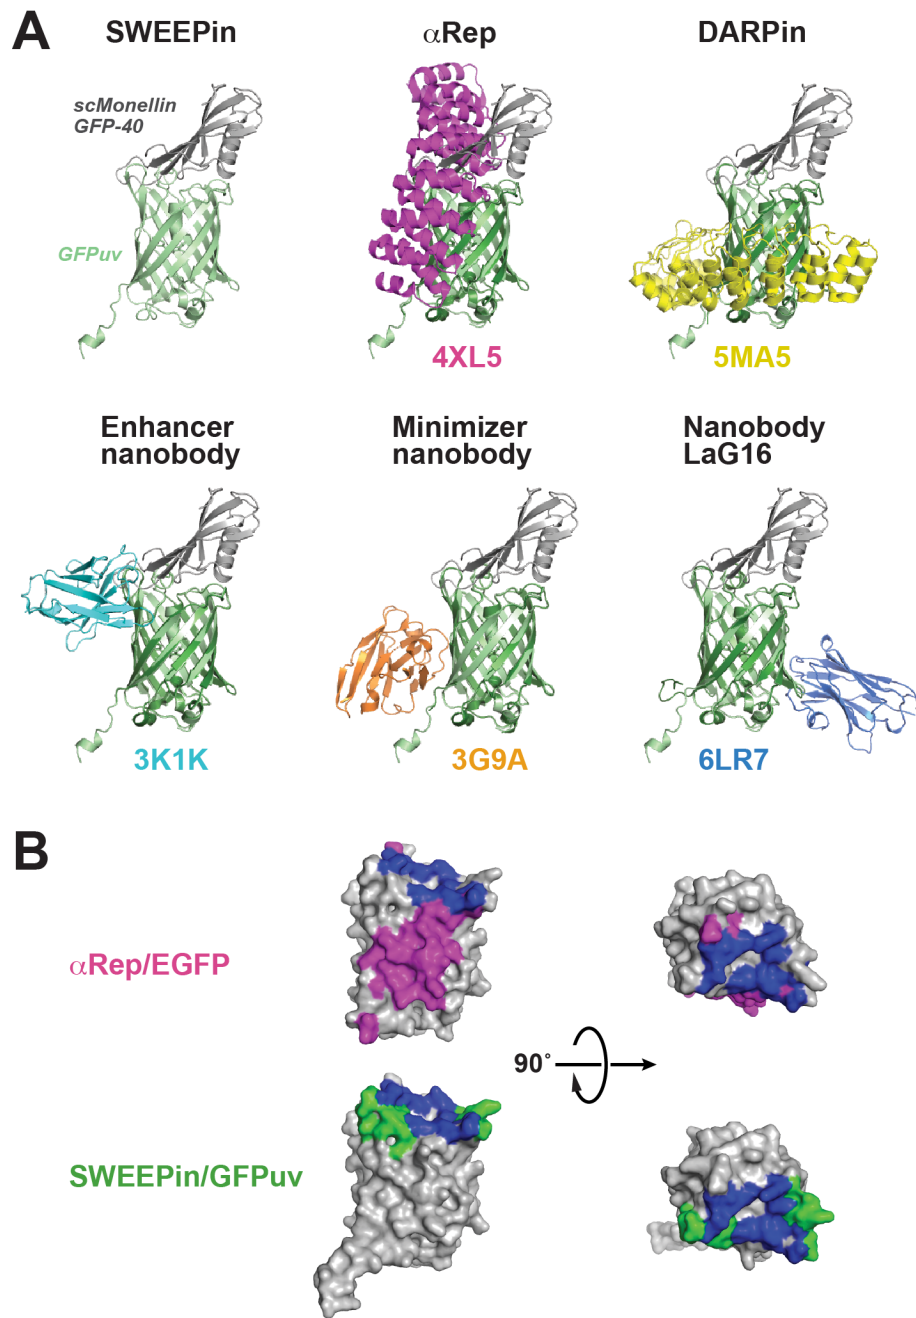 A
SWEEPin
αRep
DARPin
scMonellin
GFP-40
GFPuv
4XL5
5MA5
Enhancer
nanobody
Minimizer
nanobody
Nanobody
LaG16
3K1K
3G9A
6LR7
B
αRep/EGFP
90°
SWEEPin/GFPuv